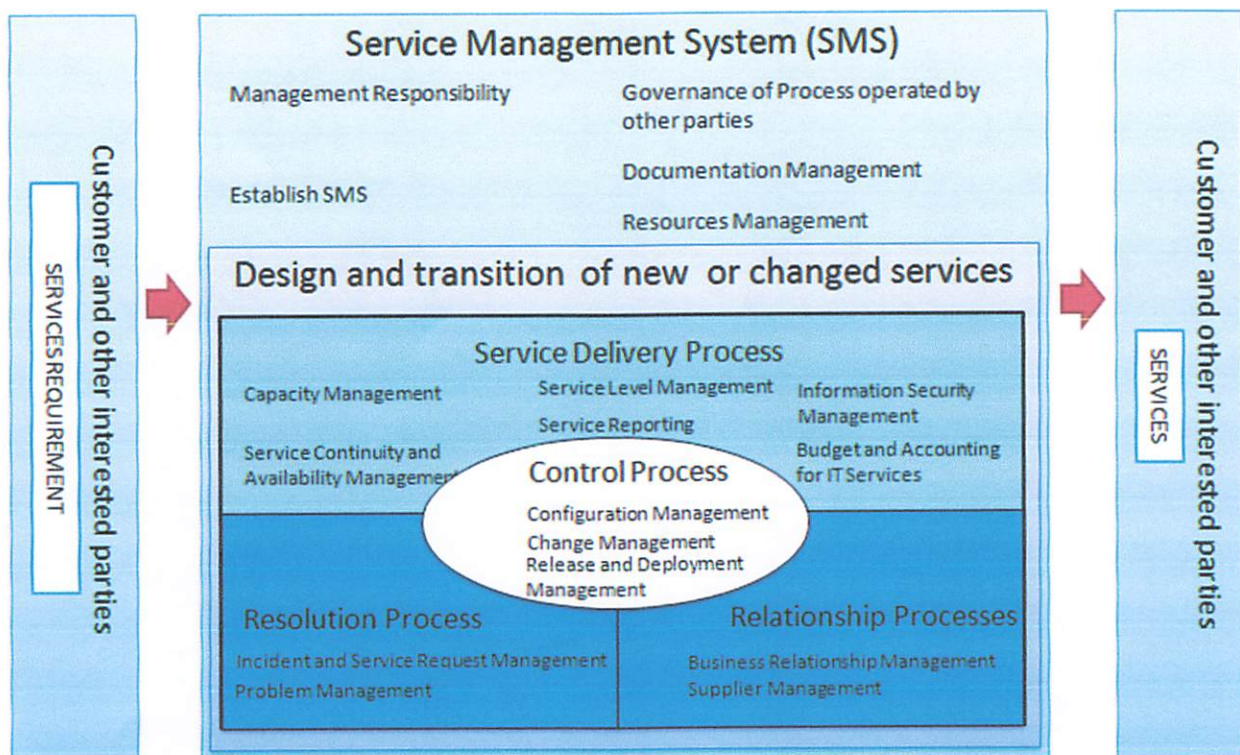 Customer and other interested parties
SERVICES REQUIREMENT
Service Management System (SMS)
Management Responsibility
Governance of Process operated by
other parties
Documentation Management
Establish SMS
Resources Management
Design and transition of new or changed services
Service Delivery Process
Capacity Management
Service Level Management
Information Security
Management
Service Reporting
Service Continuity and
Availability Management
Budget and Accounting
for IT Services
Control Process
Configuration Management
Change Management
Release and Deployment
Management
Resolution Process
Incident and Service Request Management
Problem Management
Relationship Processes
Business Relationship Management
Supplier Management
Customer and other interested parties
SERVICES